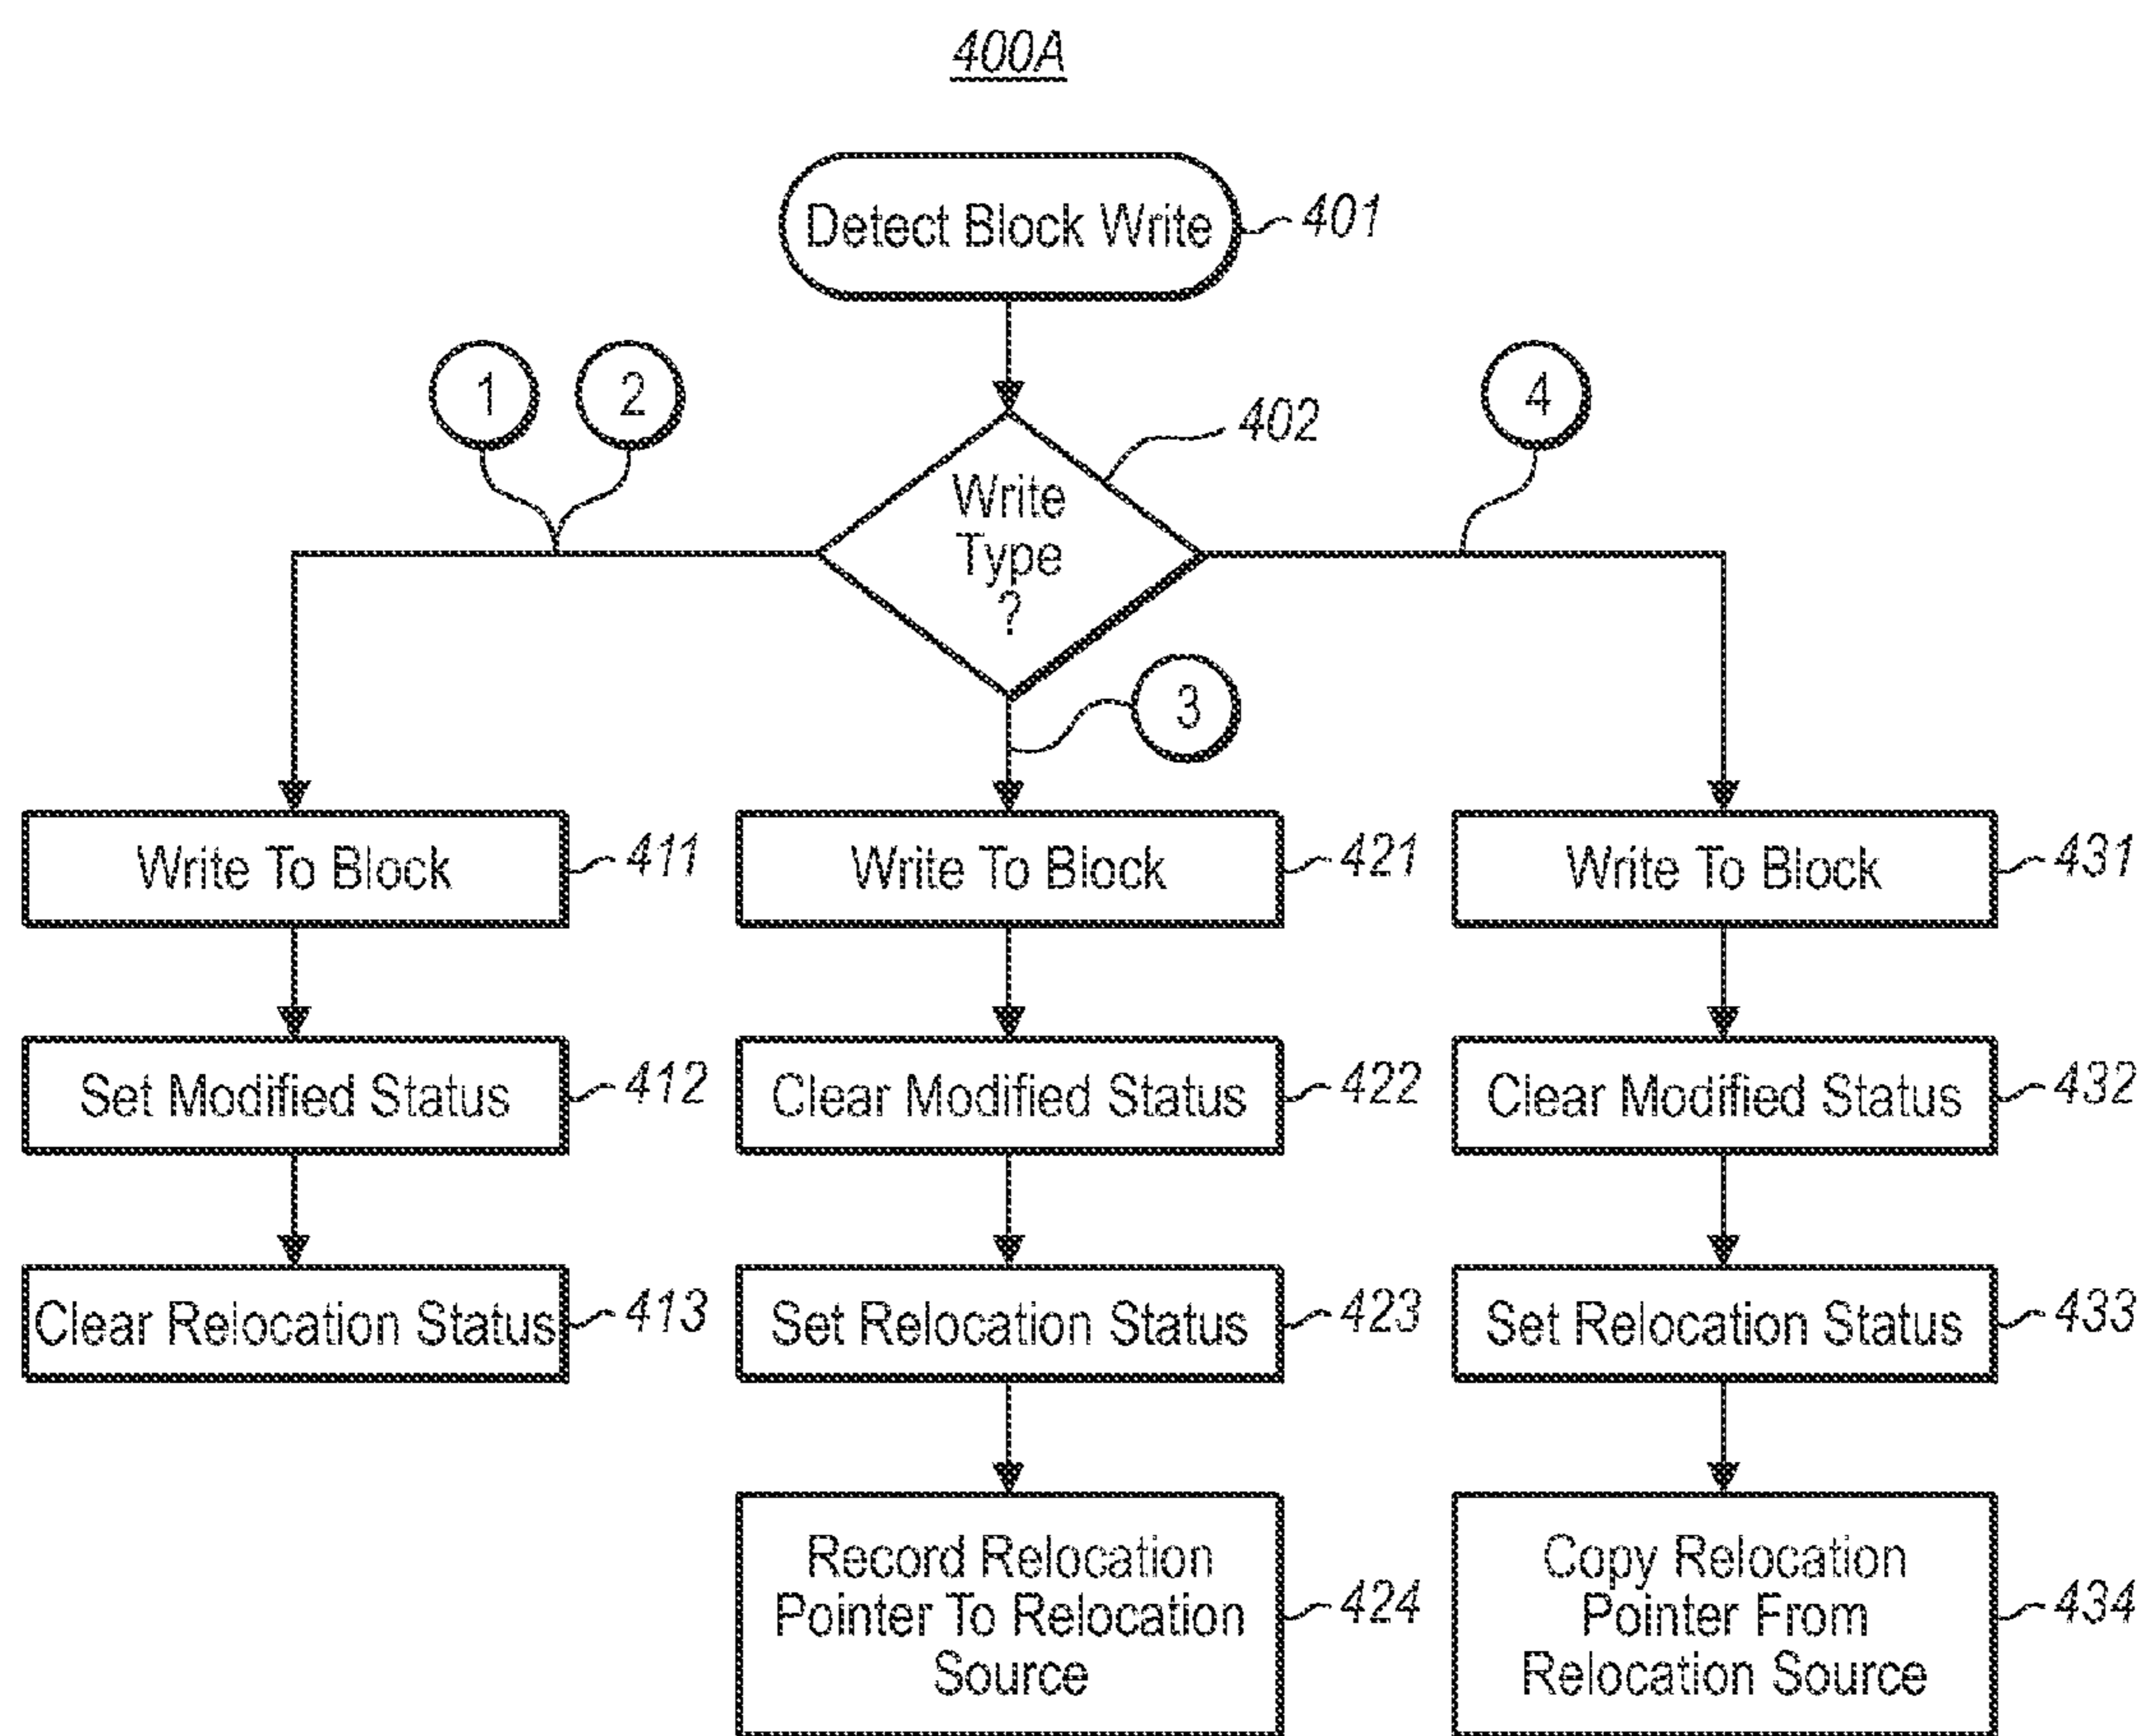 400A
Detect Block Write
401
1
2
4
402
Write
Type
?
3
Write To Block
411
Write To Block
421
Write To Block
431
Set Modified Status
412
Clear Modified Status
422
Clear Modified Status
432
Clear Relocation Status
413
Set Relocation Status
423
Set Relocation Status
433
Record Relocation
Pointer To Relocation
Source
424
Copy Relocation
Pointer From
Relocation Source
434